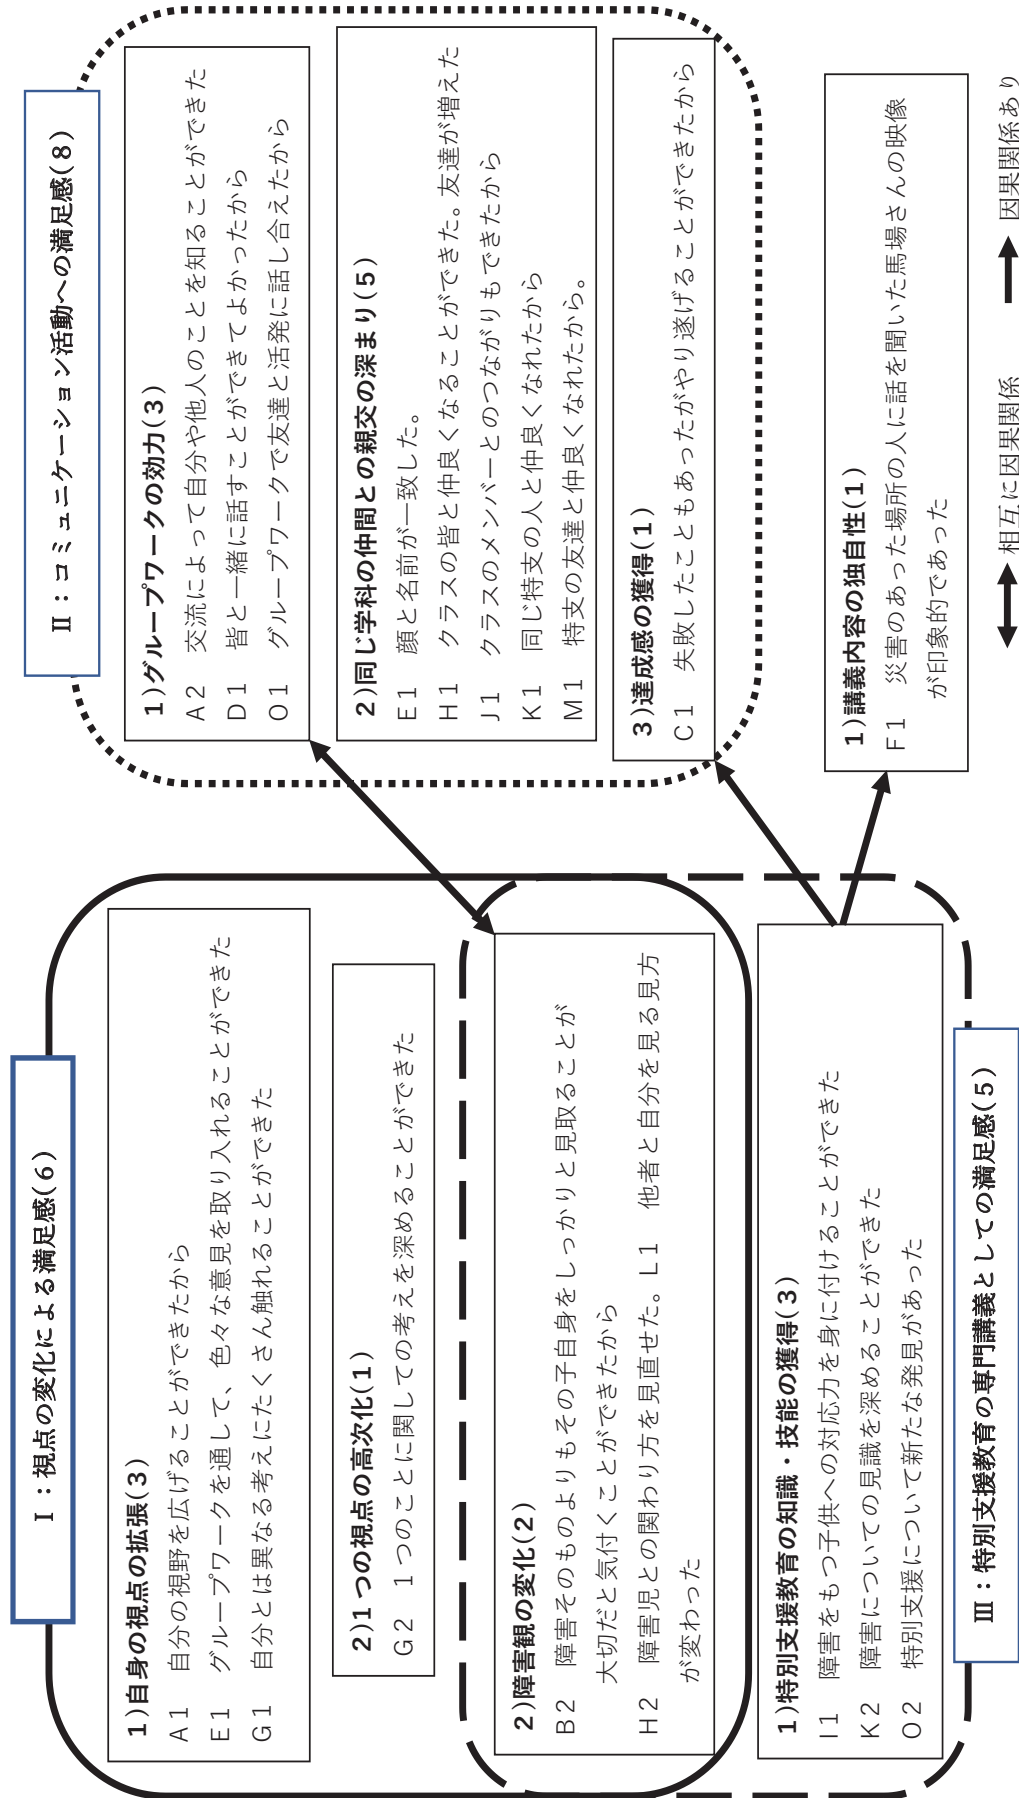 Ⅰ：視点の変化による満足感(6)
1)自身の視点の拡張(3)
A1　自分の視野を広げることができたから
E1　グループワークを通して、色々な意見を取り入れることができた
G1　自分とは異なる考えにたくさん触れることができた
2)1つの視点の高次化(1)
G2　1つのことに関しての考えを深めることができた
2)障害観の変化(2)
B2　障害そのものよりもその子自身をしっかりと見取ることが
大切だと気付くことができたから
H2　障害児との関わり方を見直せた。L1　他者と自分を見る見方
が変わった
1)特別支援教育の知識・技能の獲得(3)
I1　障害をもつ子供への対応力を身に付けることができた
K2　障害についての見識を深めることができた
O2　特別支援について新たな発見があった
Ⅲ：特別支援教育の専門講義としての満足感(5)
Ⅱ：コミュニケーション活動への満足感(8)
1)グループワークの効力(3)
A2　交流によって自分や他人のことを知ることができた
D1　皆と一緒に話すことができてよかったから
O1　グループワークで友達と活発に話し合えたから
2)同じ学科の仲間との親交の深まり(5)
E1　顔と名前が一致した。
H1　クラスの皆と仲良くなることができた。友達が増えた
J1　クラスのメンバーとのつながりもできたから
K1　同じ特支の人と仲良くなれたから
M1　特支の友達と仲良くなれたから。
3)達成感の獲得(1)
C1　失敗したこともあったがやり遂げることができたから
1)講義内容の独自性(1)
F1　災害のあった場所の人に話を聞いた馬場さんの映像
が印象的であった
相互に因果関係
因果関係あり